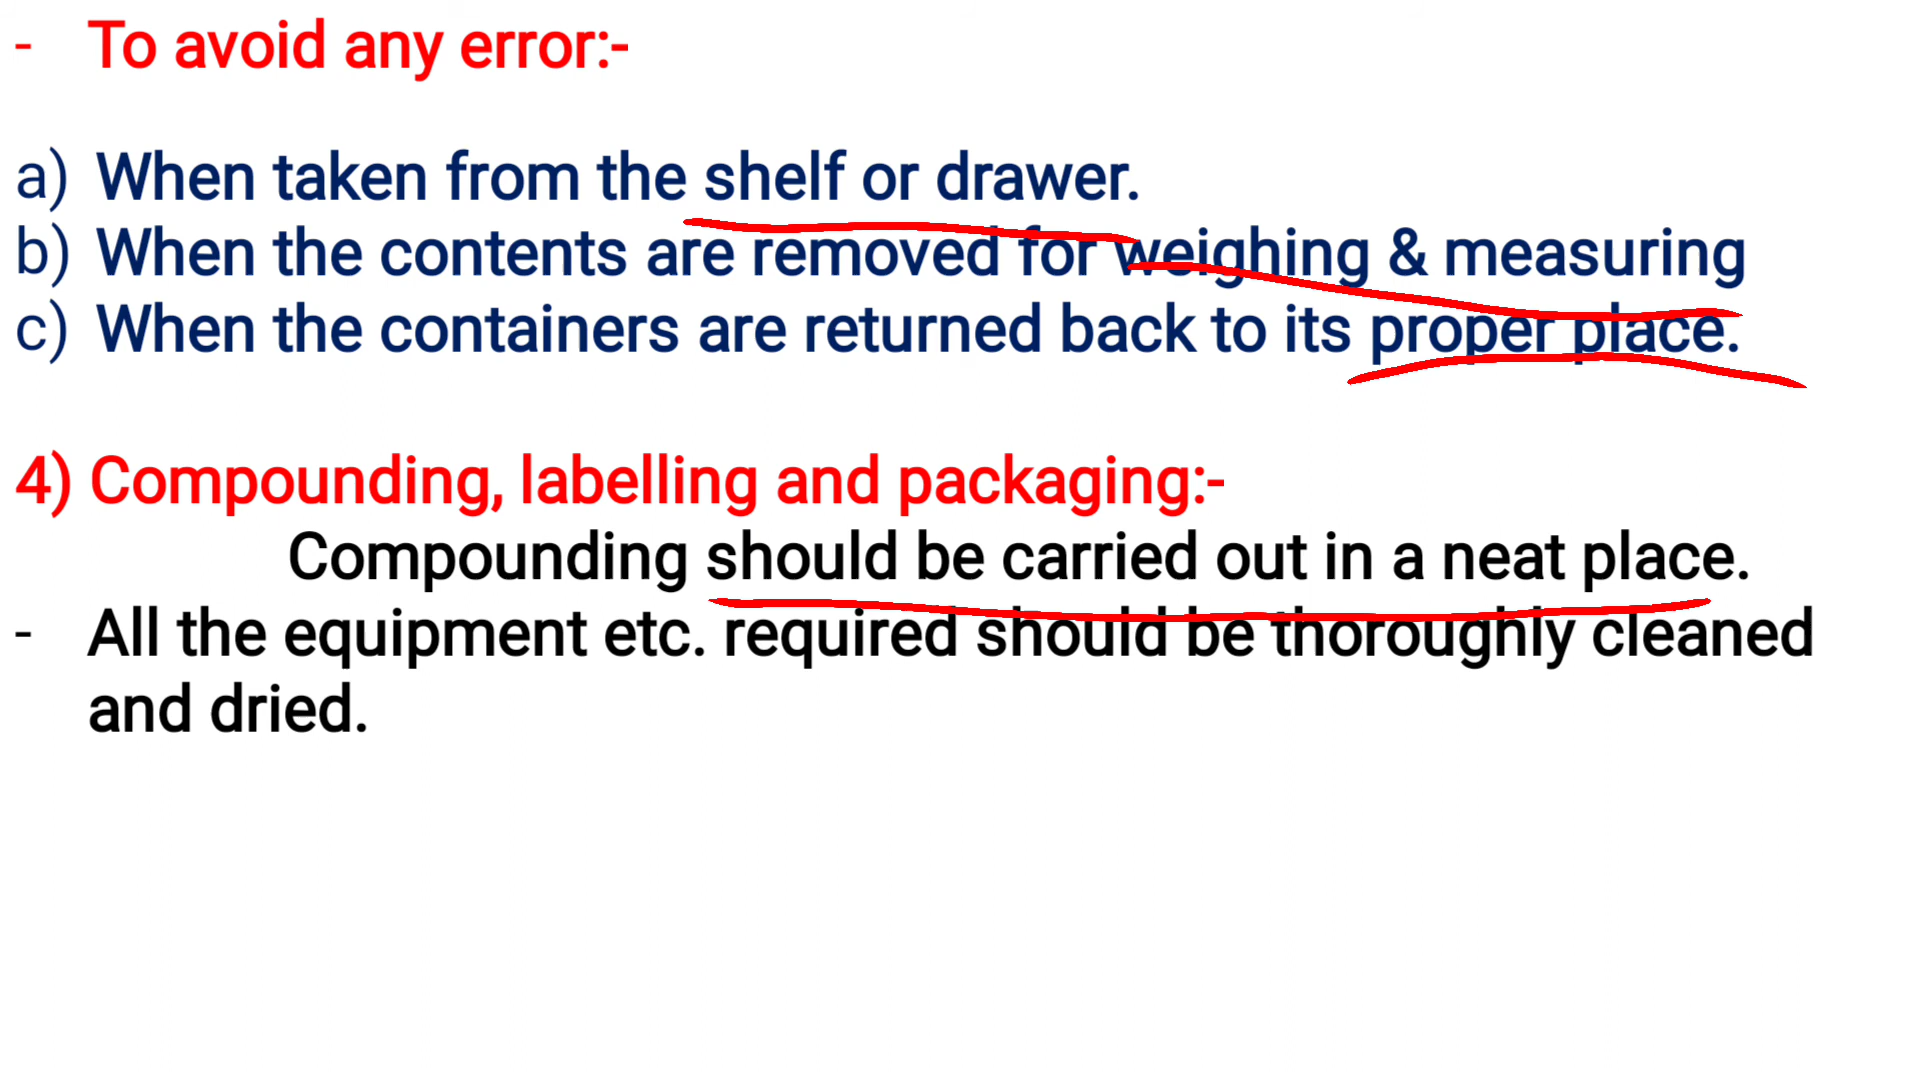 - To avoid any error:-
a) When taken from the shelf or drawer.
b) When the contents are removed for weighing & measuring
c) When the containers are returned back to its proper place.
4) Compounding, labelling and packaging:-
Compounding should be carried out in a neat place.
- All the equipment etc. required should be thoroughly cleaned
and dried.